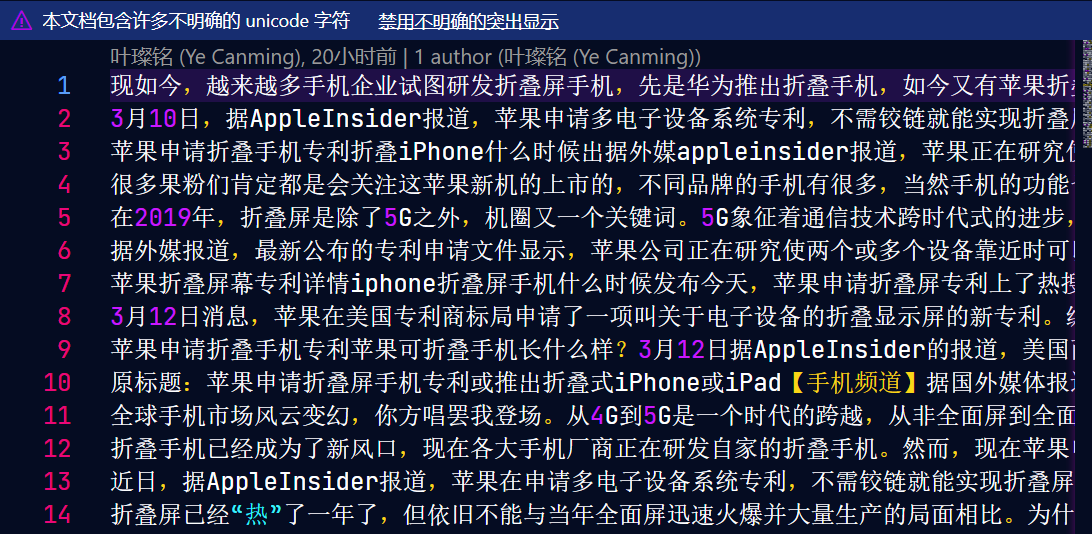 本文档包含许多不明确的 unicode 字符 禁用不明确的突出显示
叶璨铭 (Ye Canming), 20小时前 | 1 author (叶璨铭 (Ye Canming))
1 现如今，越来越多手机企业试图研发折叠屏手机，先是华为推出折叠手机，如今又有苹果折
2 3月10日，据AppleInsider报道，苹果申请多电子设备系统专利，不需铰链就能实现折叠
3 苹果申请折叠手机专利折叠iPhone什么时候出据外媒appleinsider报道，苹果正在研究
4 很多果粉们肯定都是会关注这苹果新机的上市的，不同品牌的手机有很多，当然手机的功能
5 在2019年，折叠屏是除了5G之外，机圈又一个关键词。5G象征着通信技术跨时代式的进步，
6 据外媒报道，最新公布的专利申请文件显示，苹果公司正在研究使两个或多个设备靠近时可
7 苹果折叠屏幕专利详情iphone折叠屏手机什么时候发布今天，苹果申请折叠屏专利上了热
8 3月12日消息，苹果在美国专利商标局申请了一项叫关于电子设备的折叠显示屏的新专利。
9 苹果申请折叠手机专利苹果可折叠手机长什么样？3月12日据AppleInsider的报道，美国
10 原标题：苹果申请折叠屏手机专利或推出折叠式iPhone或iPad【手机频道】据国外媒体报
11 全球手机市场风云变幻，你方唱罢我登场。从4G到5G是一个时代的跨越，从非全面屏到全面
12 折叠手机已经成为了新风口，现在各大手机厂商正在研发自家的折叠手机。然而，现在苹果
13 近日，据AppleInsider报道，苹果在申请多电子设备系统专利，不需铰链就能实现折叠屏
14 折叠屏已经“热”了一年了，但依旧不能与当年全面屏迅速火爆并大量生产的局面相比。为什